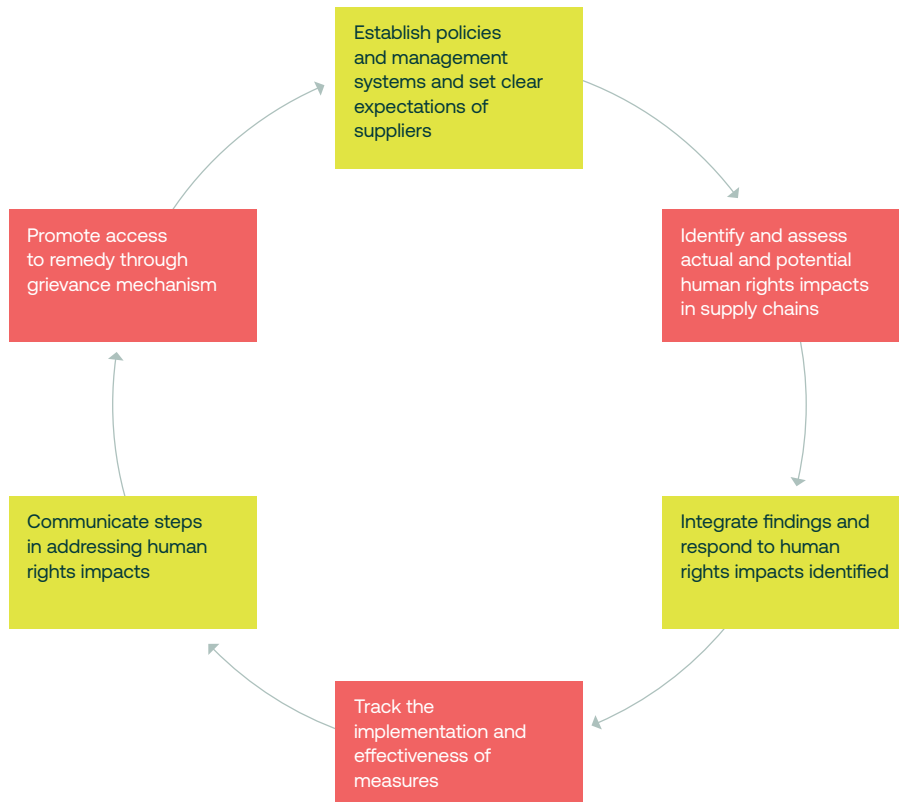 Establish policies
and management
systems and set clear
expectations of
suppliers
Identify and assess
actual and potential
human rights impacts
in supply chains
Integrate findings and
respond to human
rights impacts identified
Track the
implementation and
effectiveness of
measures
Communicate steps
in addressing human
rights impacts
Promote access
to remedy through
grievance mechanism